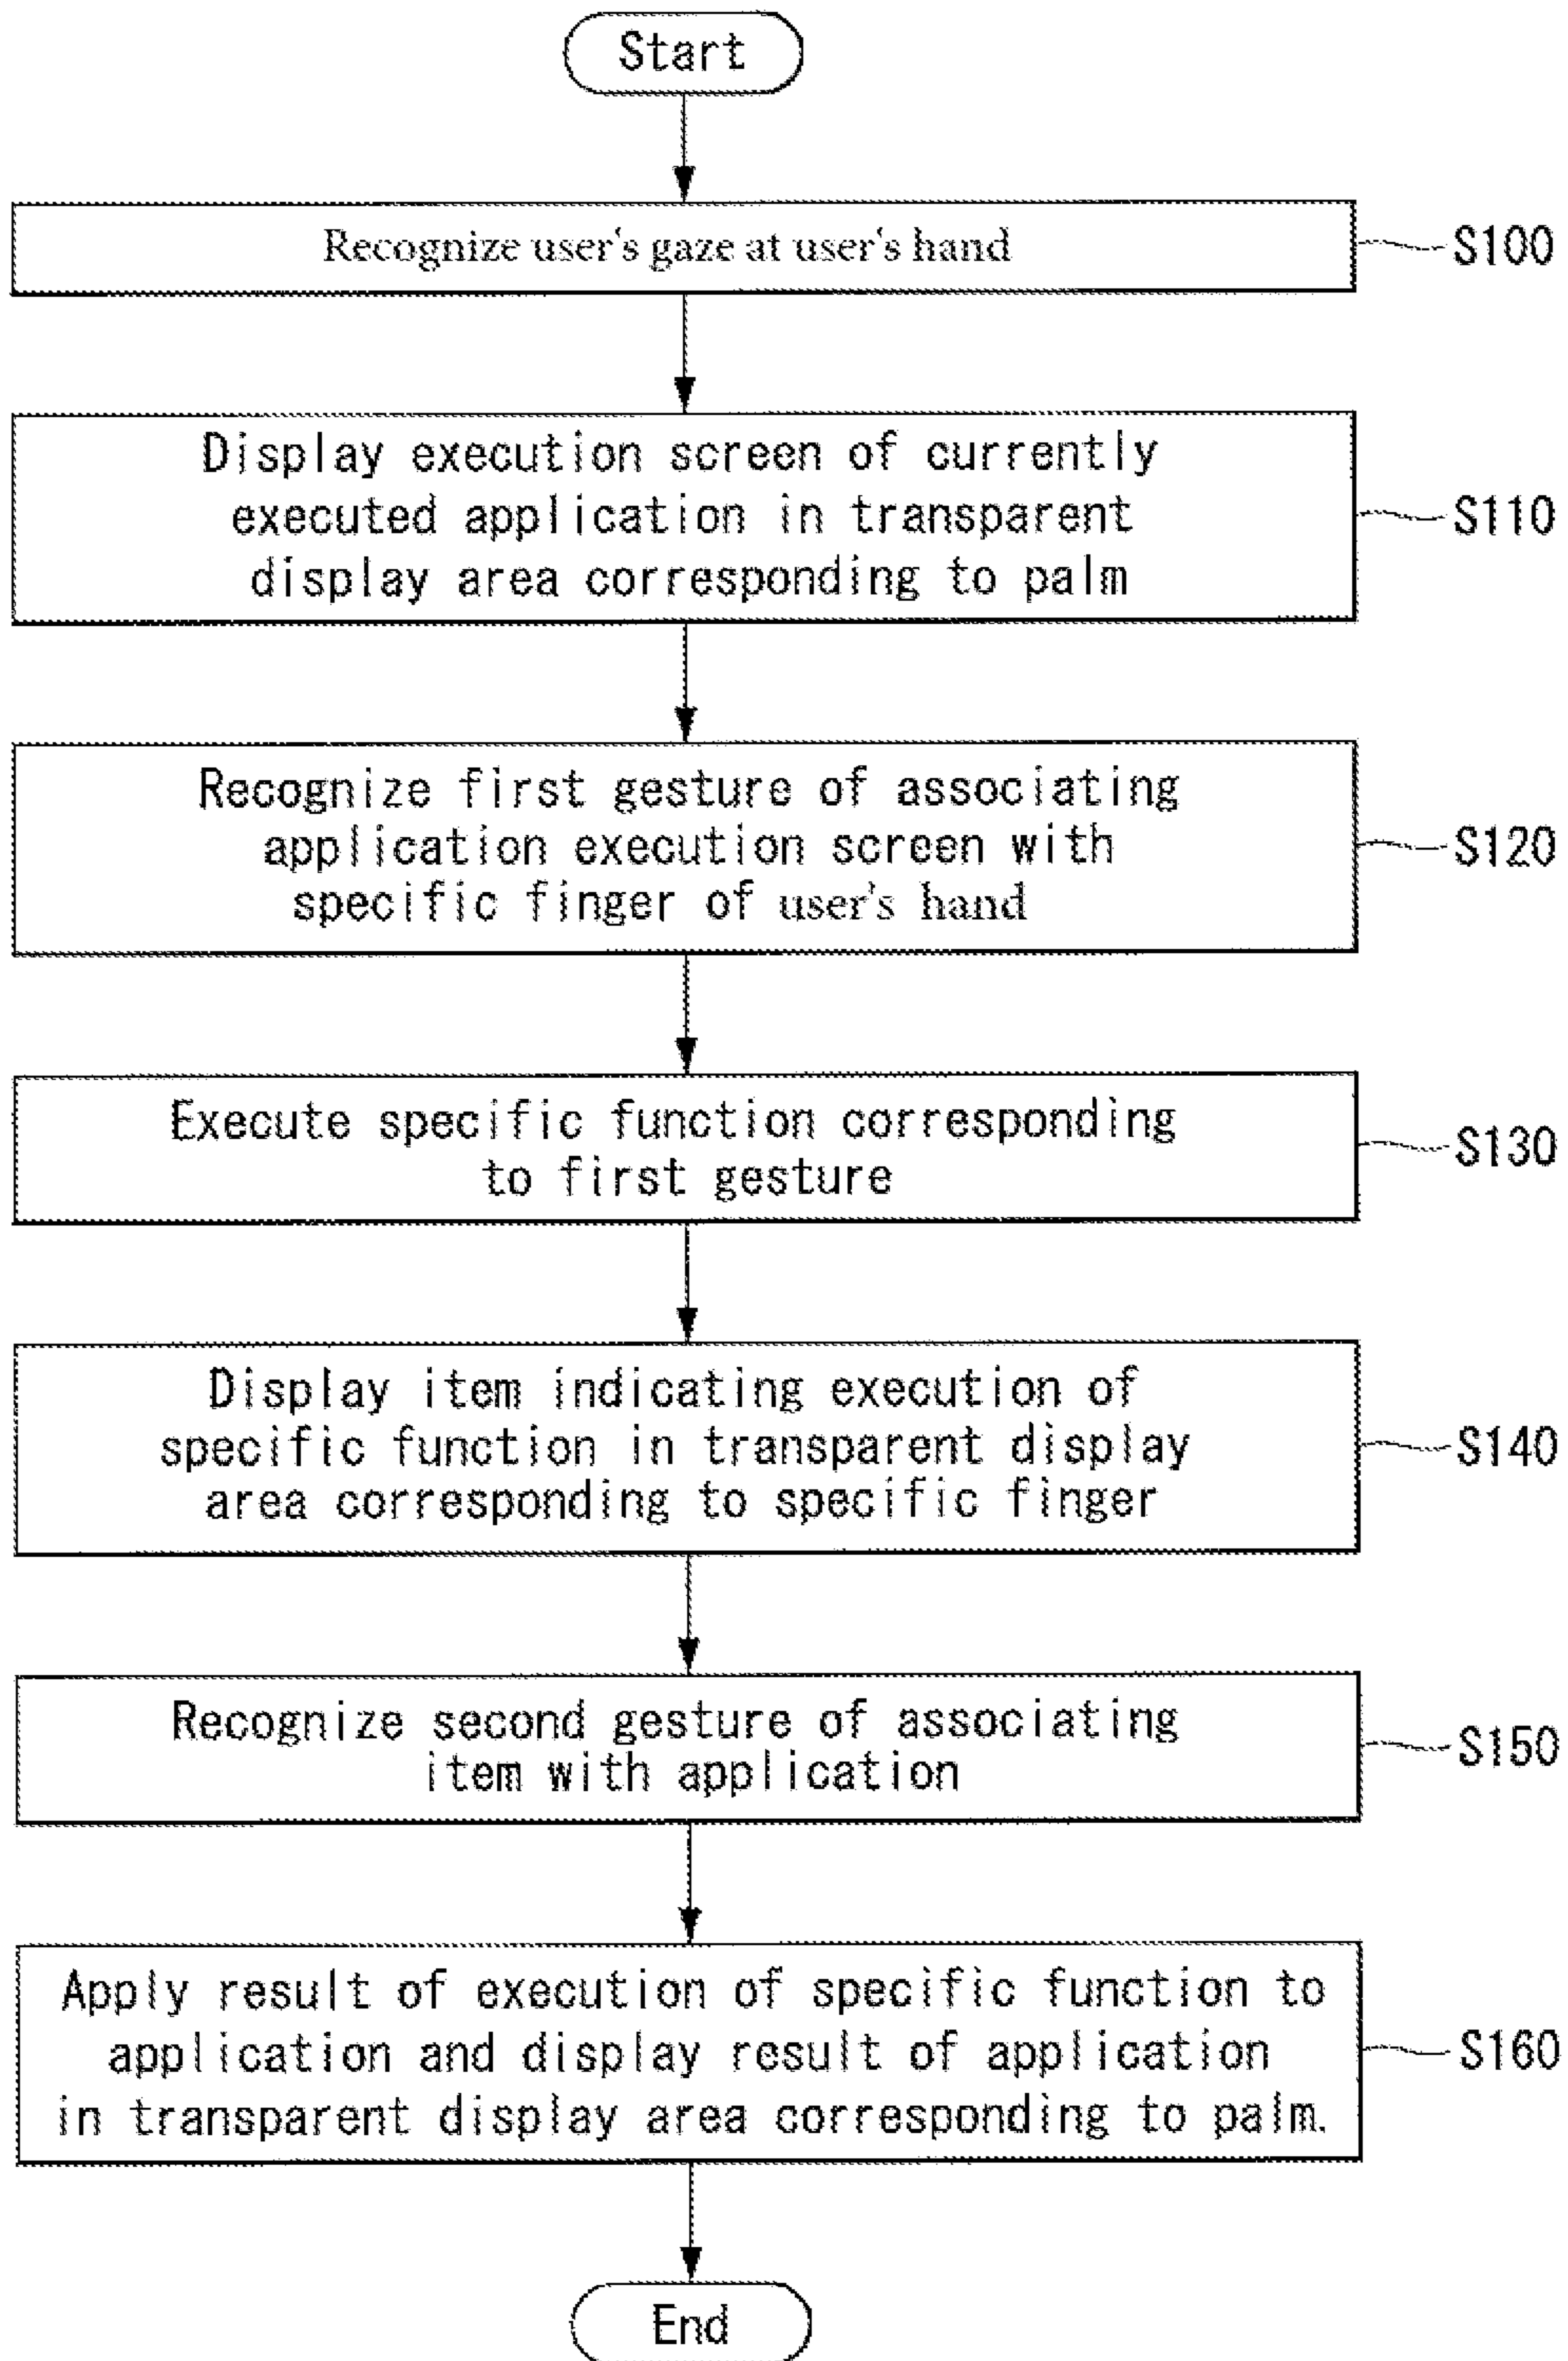 Start
Recognize user's gaze at user's hand
S100
Display execution screen of currently
executed application in transparent
display area corresponding to palm
S110
Recognize first gesture of associating
application execution screen with
specific finger of user's hand
S120
Execute specific function corresponding
to first gesture
S130
Display item indicating execution of
specific function in transparent display
area corresponding to specific finger
S140
Recognize second gesture of associating
item with application
S150
Apply result of execution of specific function to
application and display result of application
in transparent display area corresponding to palm.
S160
End